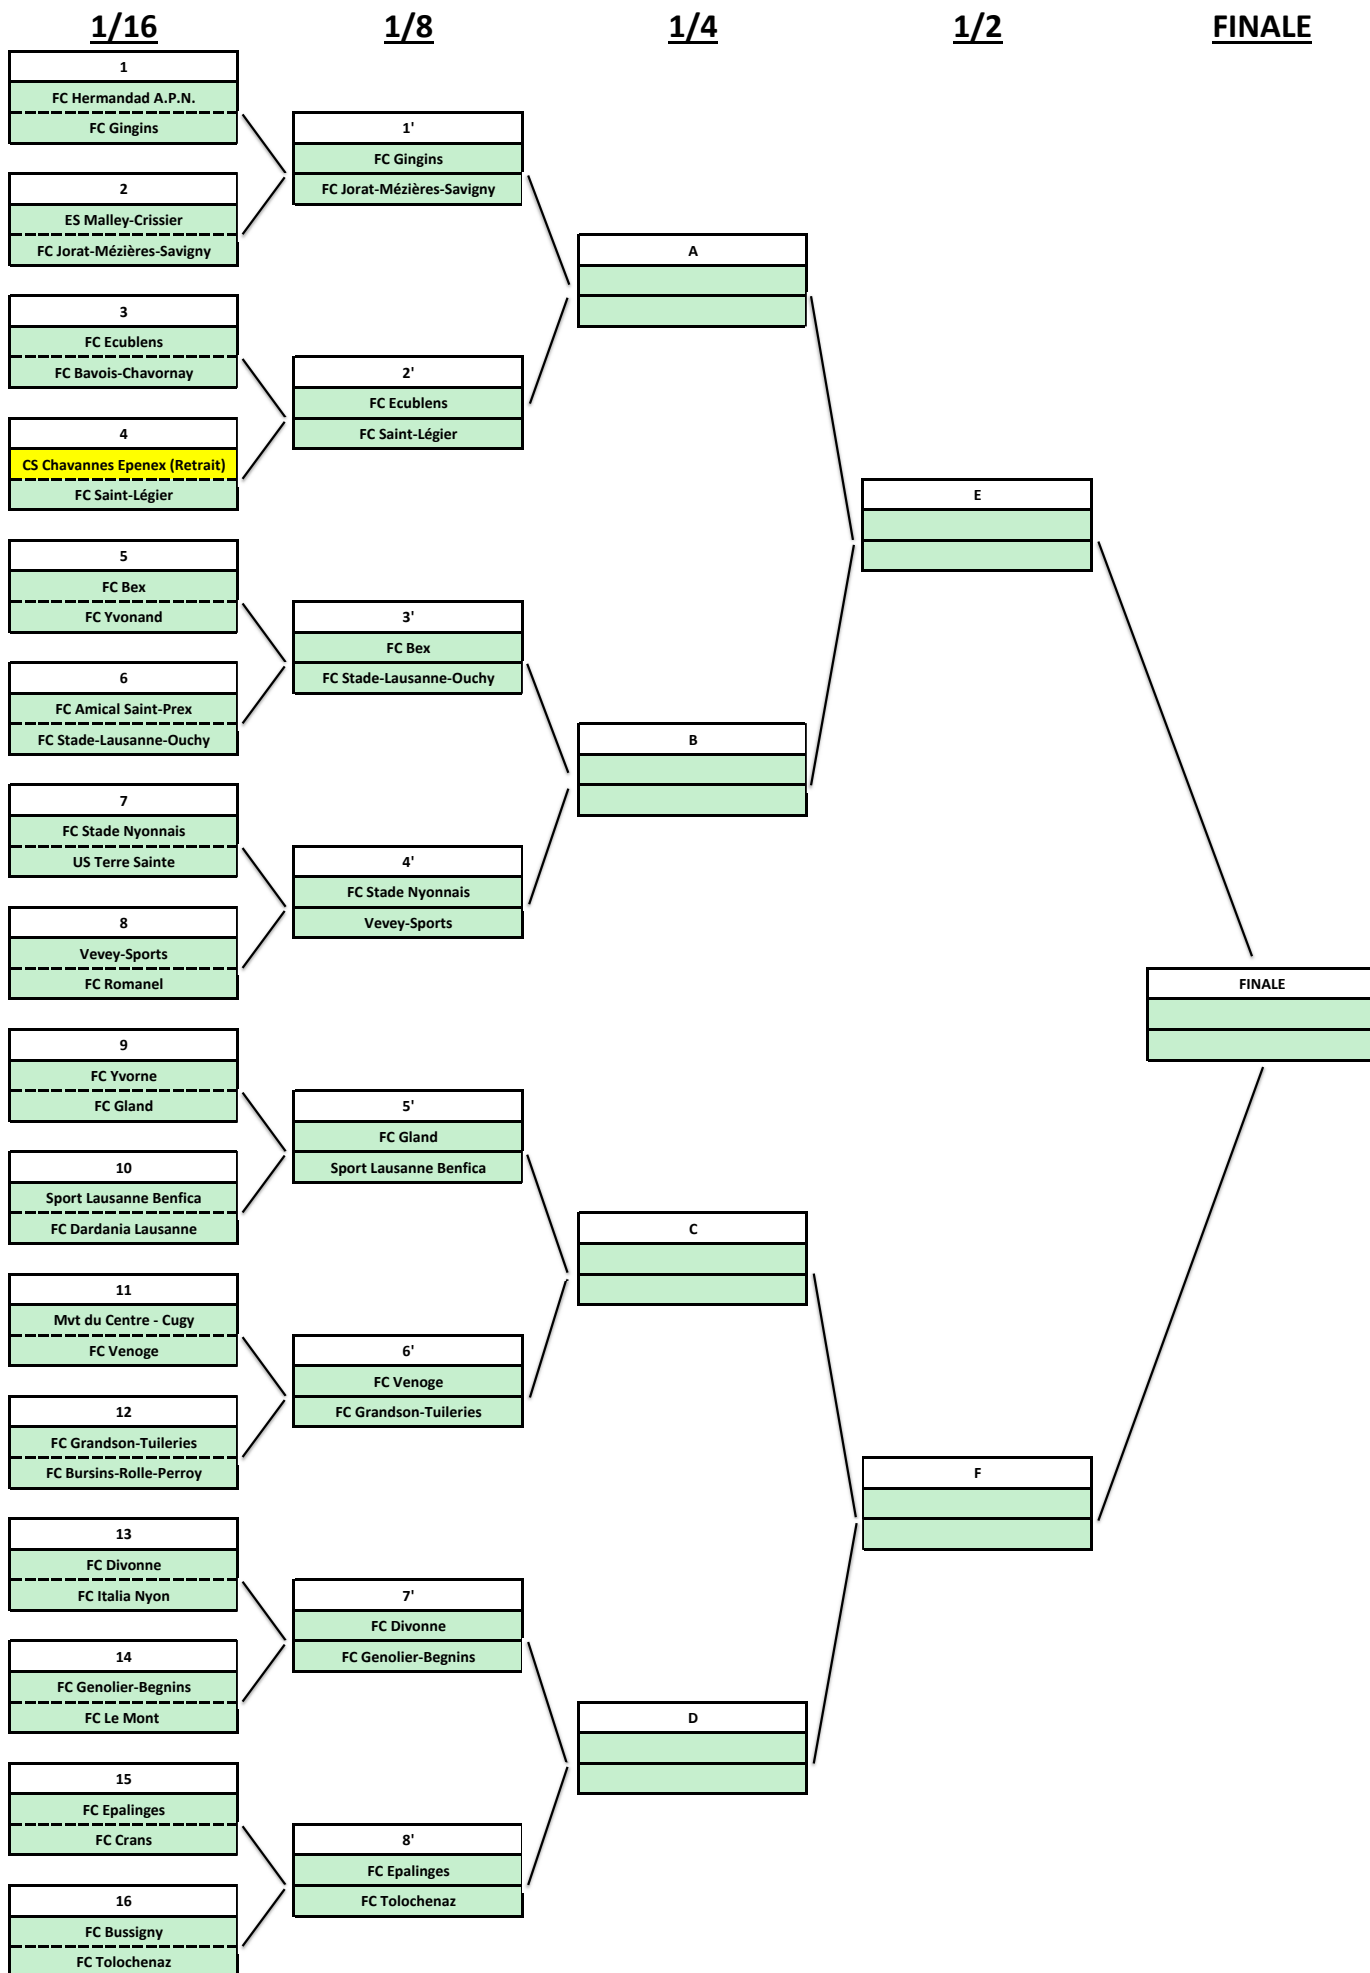 1/16
1/8
1/4
1/2
FINALE
1
FC Hermandad A.P.N.
FC Gingins
2
ES Malley-Crissier
FC Jorat-Mézières-Savigny
3
FC Ecublens
FC Bavois-Chavornay
4
CS Chavannes Epenex (Retrait)
FC Saint-Légier
5
FC Bex
FC Yvonand
6
FC Amical Saint-Prex
FC Stade-Lausanne-Ouchy
7
FC Stade Nyonnais
US Terre Sainte
8
Vevey-Sports
FC Romanel
9
FC Yvorne
FC Gland
10
Sport Lausanne Benfica
FC Dardania Lausanne
11
Mvt du Centre - Cugy
FC Venoge
12
FC Grandson-Tuileries
FC Bursins-Rolle-Perroy
13
FC Divonne
FC Italia Nyon
14
FC Genolier-Begnins
FC Le Mont
15
FC Epalinges
FC Crans
16
FC Bussigny
FC Tolochenaz
1'
FC Gingins
FC Jorat-Mézières-Savigny
2'
FC Ecublens
FC Saint-Légier
3'
FC Bex
FC Stade-Lausanne-Ouchy
4'
FC Stade Nyonnais
Vevey-Sports
5'
FC Gland
Sport Lausanne Benfica
6'
FC Venoge
FC Grandson-Tuileries
7'
FC Divonne
FC Genolier-Begnins
8'
FC Epalinges
FC Tolochenaz
A
B
C
D
E
F
FINALE